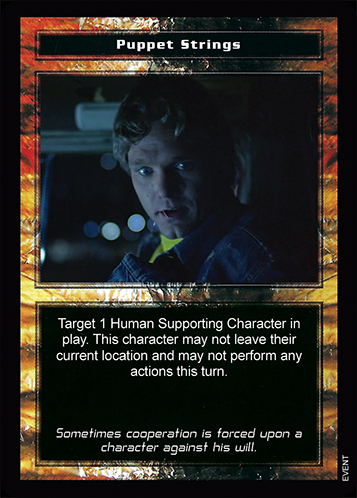 Puppet Strings
Target 1 Human Supporting Character in
play. This character may not leave their
current location and may not perform any
actions this turn.
Sometimes cooperation is forced upon a
character against his will.
EVENT